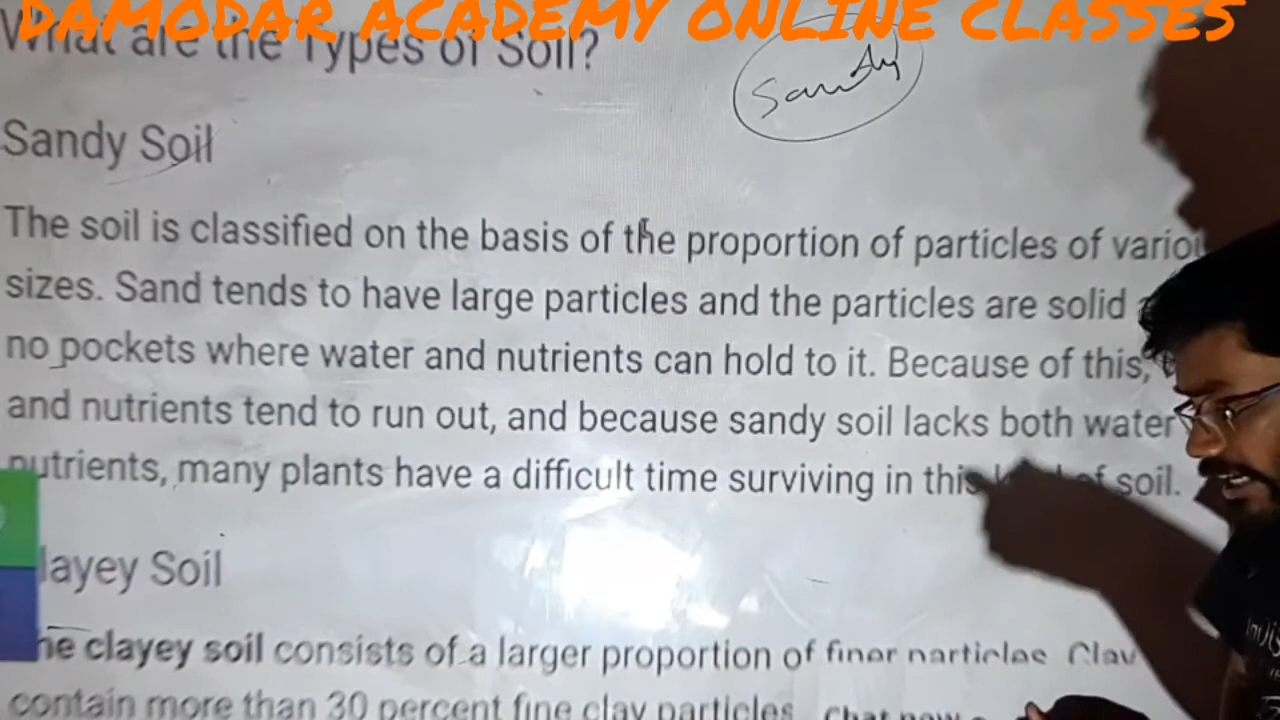 DAMODAR ACADEMY ONLINE CLASSES
What are the Types of Soil?
Sandy
Sandy Soil
The soil is classified on the basis of the proportion of particles of
sizes. Sand tends to have large particles and the particles are solid
no pockets where water and nutrients can hold to it. Because of this,
and nutrients tend to run out, and because sandy soil lacks both water
nutrients, many plants have a difficult time surviving in this of soil.
layey Soil
he clayey soil consists of a larger proportion of finer particles. Clay
contain more than 30 percent fine clay particles. Chat now